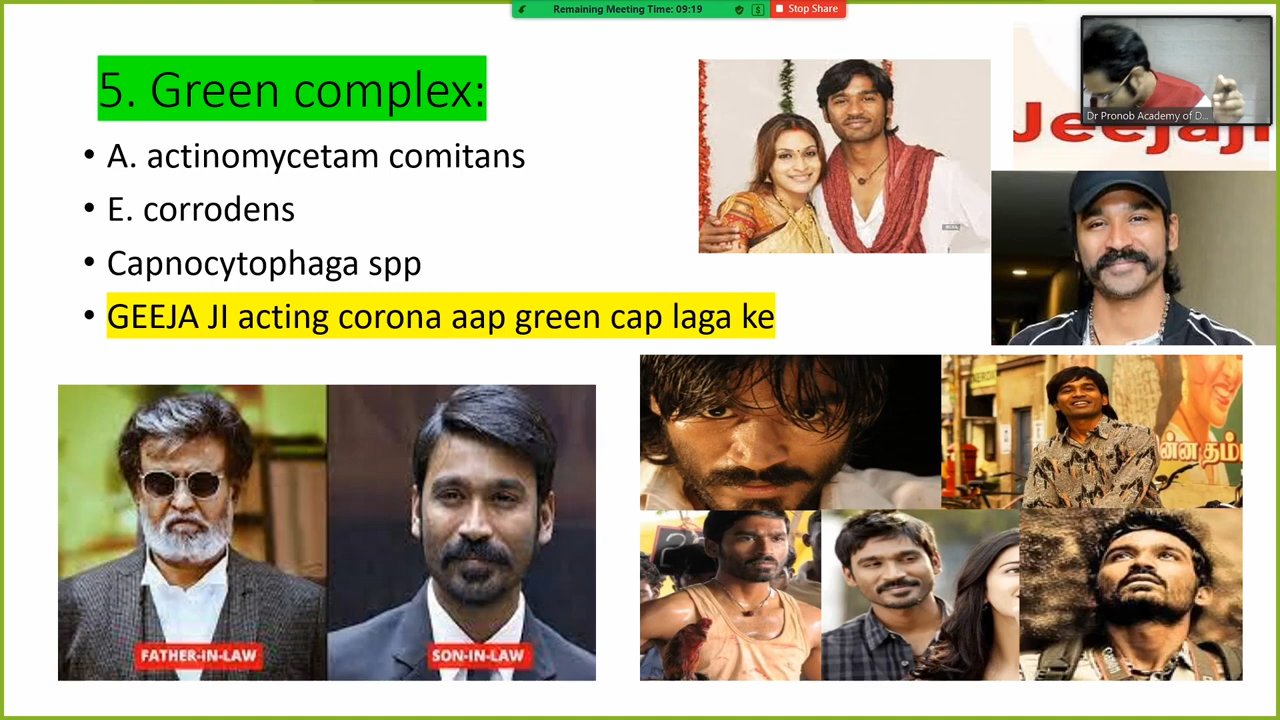 Remaining Meeting Time: 09:19
Stop Share
5. Green complex:
Jeejaji
Dr Pronob Academy of D...
• A. actinomycetam comitans
• E. corrodens
• Capnocytophaga spp
• GEEJA JI acting corona aap green cap laga ke
FATHER-IN-LAW
SON-IN-LAW